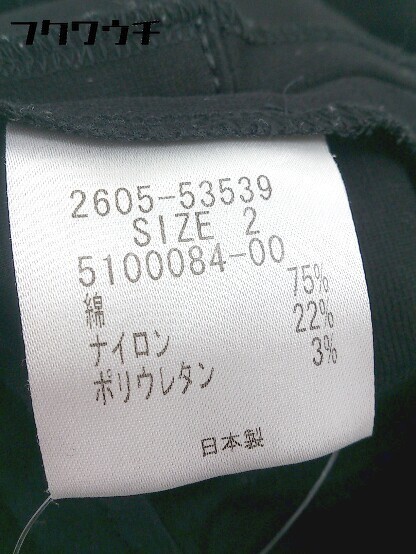 フクワウチ
2605-53539
SIZE 2
5100084-00
綿 75%
ナイロン 22%
ポリウレタン 3%
日本製